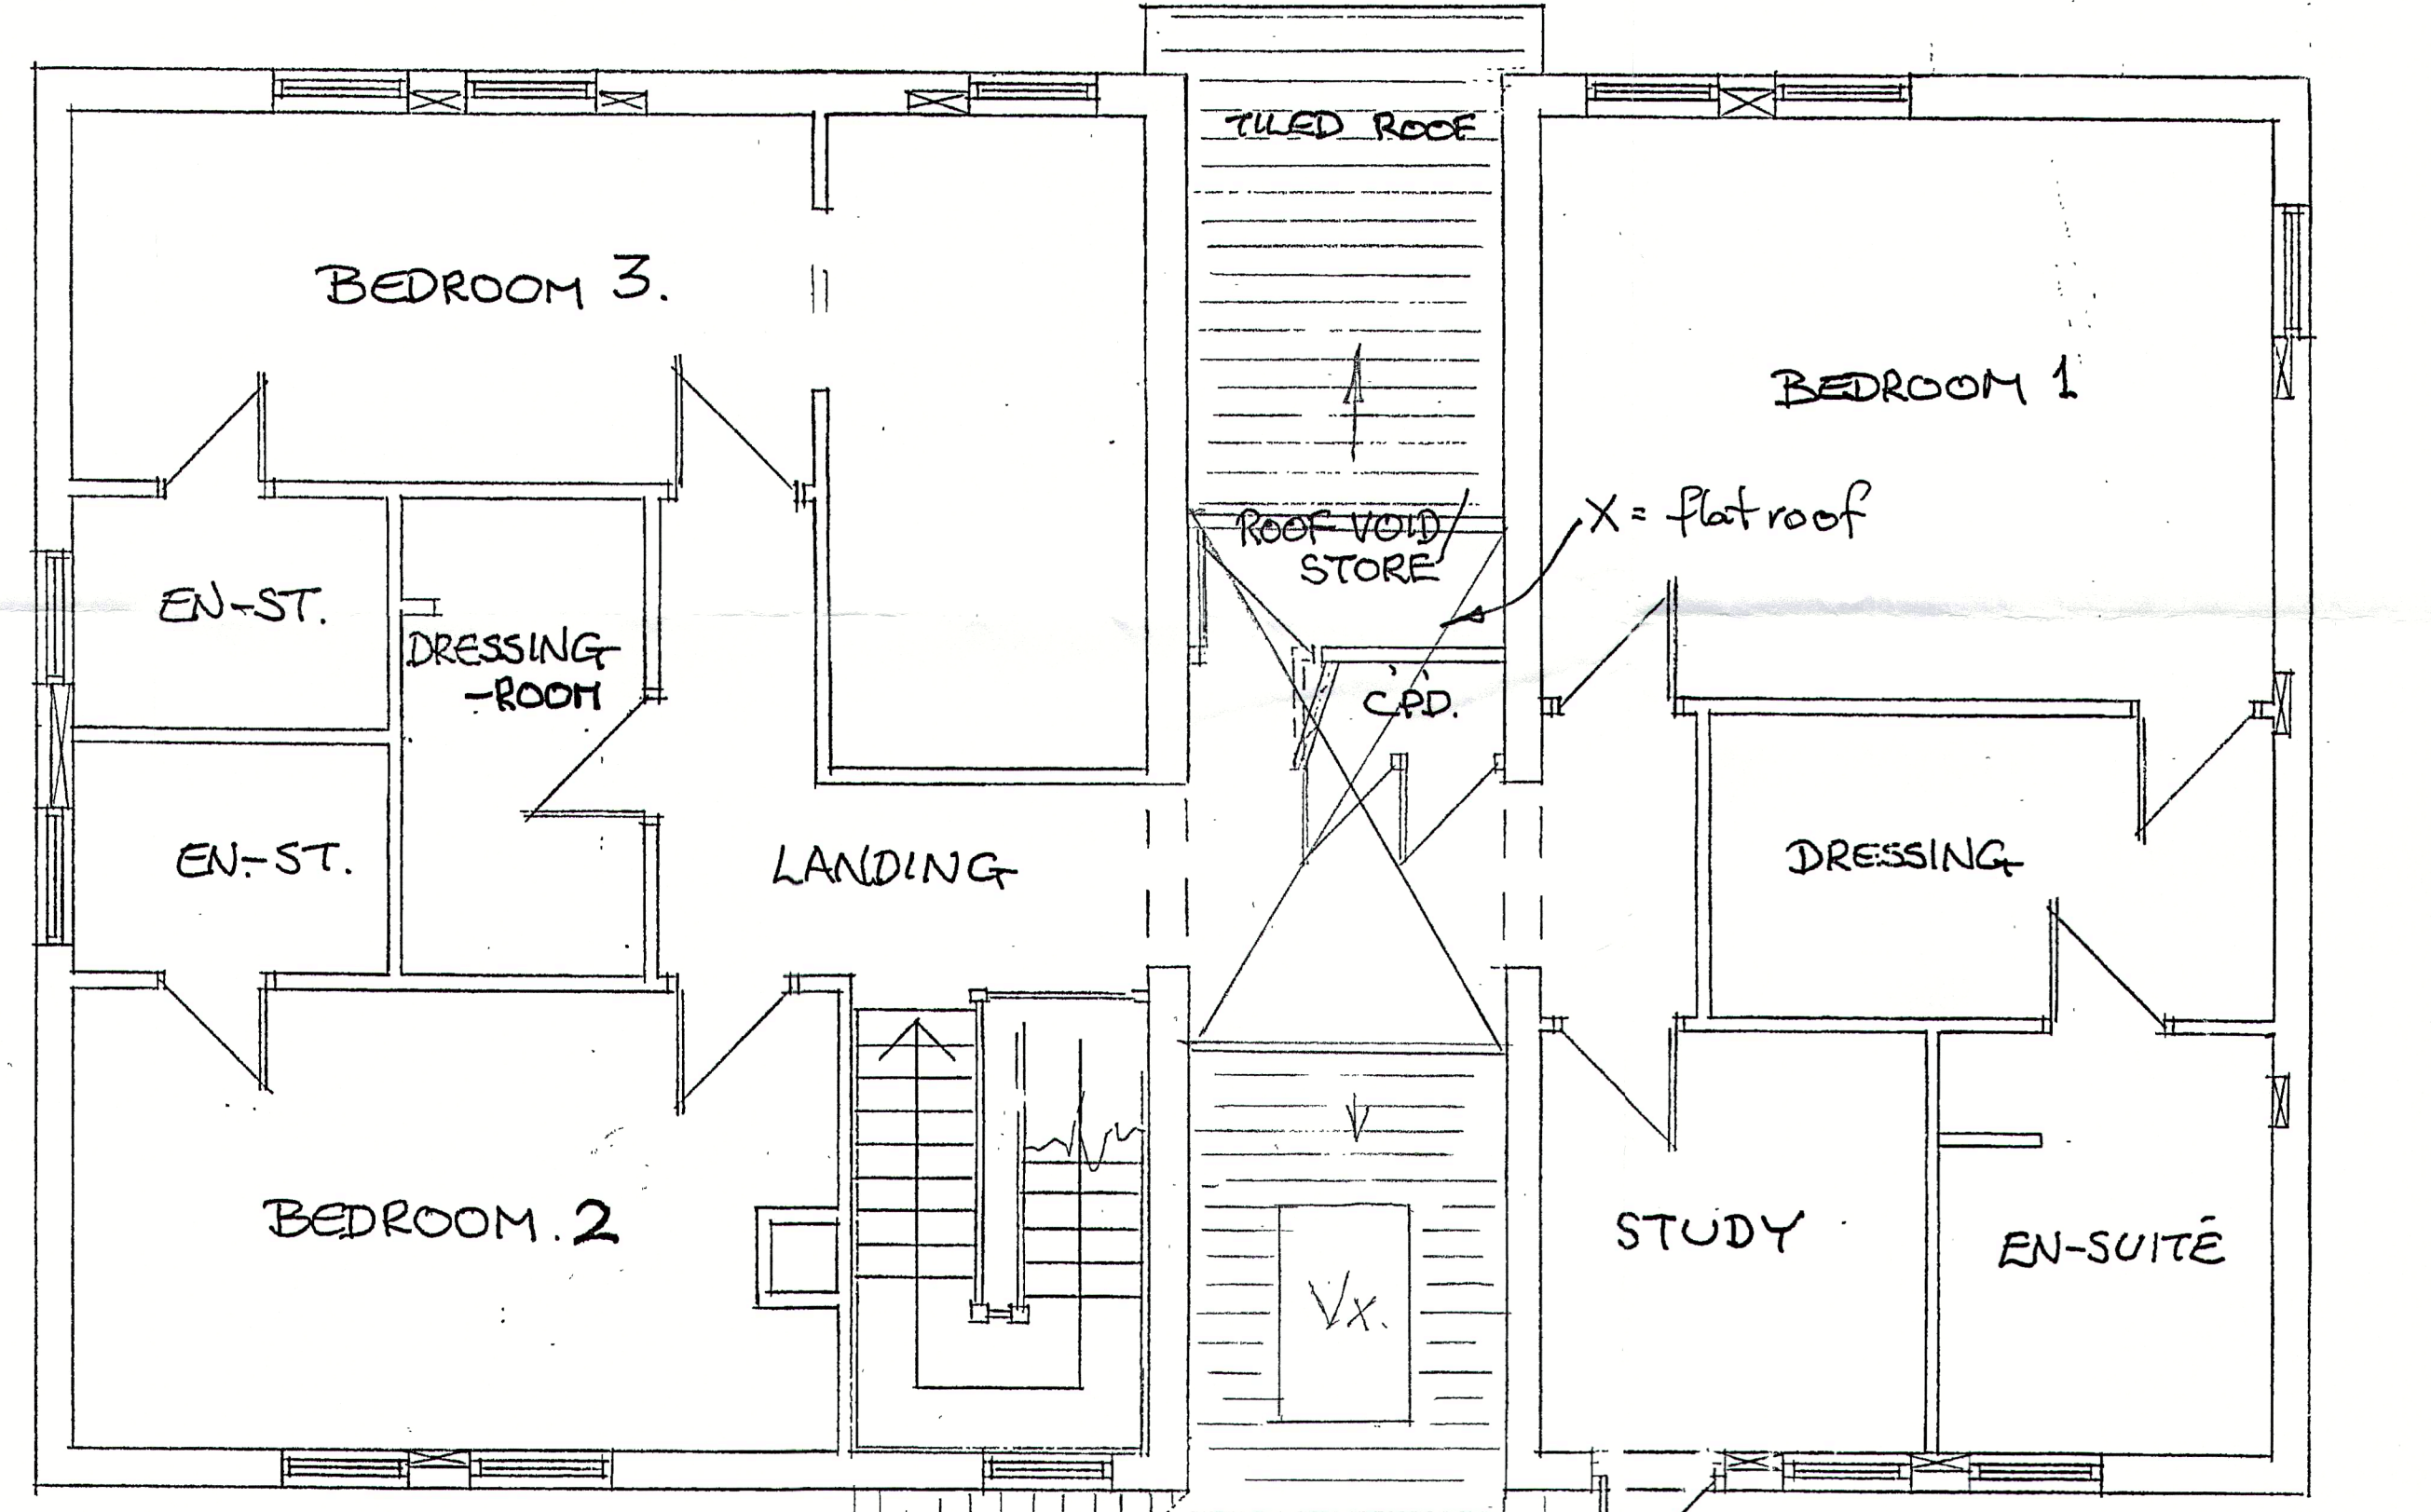 TILED ROOF
BEDROOM 3.
BEDROOM 1
ROOF VOID
STORE
X = flat roof
EN-ST.
DRESSING
-ROOM
C.P.D.
EN-ST.
LANDING
DRESSING
BEDROOM. 2
STUDY
EN-SUITE
Vx.